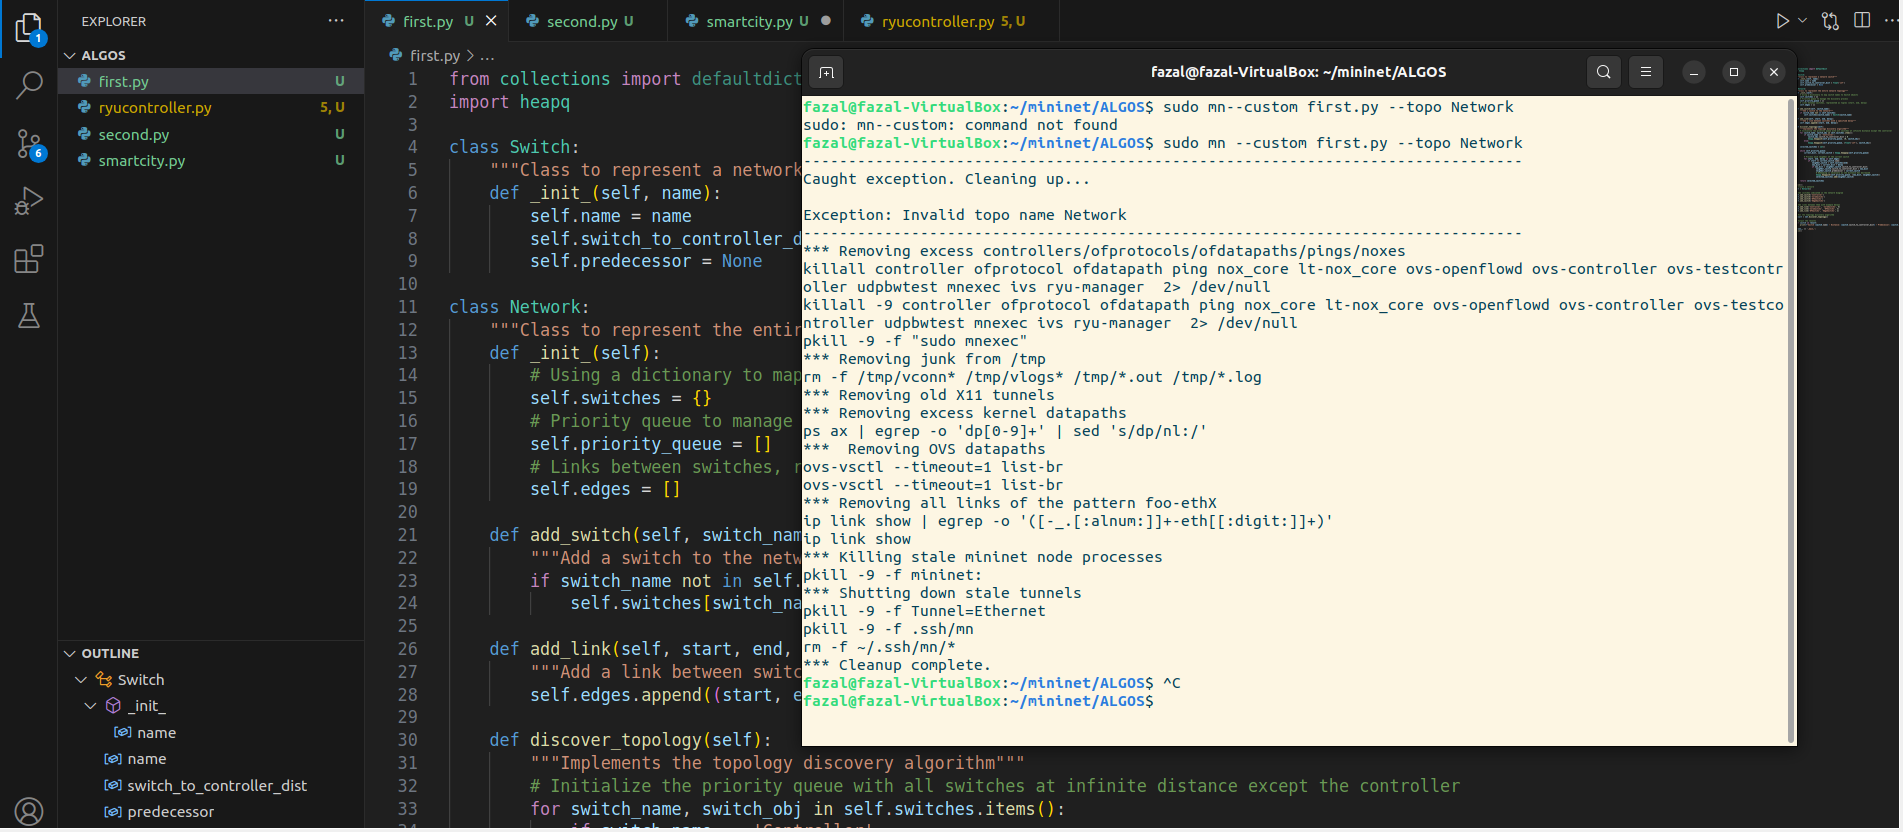 EXPLORER
ALGOS
first.py U
ryucontroller.py 5, U
second.py U
smartcity.py U
OUTLINE
Switch
_init_
name
name
switch_to_controller_dist
predecessor
1
6
first.py U
second.py U
smartcity.py U
ryucontroller.py 5, U
first.py > ...
1 from collections import defaultdict
2 import heapq
3
4 class Switch:
5 """Class to represent a network
6 def _init_(self, name):
7 self.name = name
8 self.switch_to_controller_d
9 self.predecessor = None
10
11 class Network:
12 """Class to represent the entir
13 def _init_(self):
14 # Using a dictionary to map
15 self.switches = {}
16 # Priority queue to manage
17 self.priority_queue = []
18 # Links between switches, r
19 self.edges = []
20
21 def add_switch(self, switch_nam
22 """Add a switch to the netw
23 if switch_name not in self.
24 self.switches[switch_na
25
26 def add_link(self, start, end,
27 """Add a link between switc
28 self.edges.append((start, e
29
30 def discover_topology(self):
31 """Implements the topology discovery algorithm"""
32 # Initialize the priority queue with all switches at infinite distance except the controller
33 for switch_name, switch_obj in self.switches.items():
fazal@fazal-VirtualBox: ~/mininet/ALGOS
fazal@fazal-VirtualBox:~/mininet/ALGOS$ sudo mn--custom first.py --topo Network
sudo: mn--custom: command not found
fazal@fazal-VirtualBox:~/mininet/ALGOS$ sudo mn --custom first.py --topo Network
--------------------------------------------------------------------------------
Caught exception. Cleaning up...
Exception: Invalid topo name Network
--------------------------------------------------------------------------------
*** Removing excess controllers/ofprotocols/ofdatapaths/pings/noxes
killall controller ofprotocol ofdatapath ping nox_core lt-nox_core ovs-openflowd ovs-controller ovs-testcontr
oller udpbwtest mnexec ivs ryu-manager  2> /dev/null
killall -9 controller ofprotocol ofdatapath ping nox_core lt-nox_core ovs-openflowd ovs-controller ovs-testco
ntroller udpbwtest mnexec ivs ryu-manager  2> /dev/null
pkill -9 -f "sudo mnexec"
*** Removing junk from /tmp
rm -f /tmp/vconn* /tmp/vlogs* /tmp/*.out /tmp/*.log
*** Removing old X11 tunnels
*** Removing excess kernel datapaths
ps ax | egrep -o 'dp[0-9]+' | sed 's/dp/nl:/'
***  Removing OVS datapaths
ovs-vsctl --timeout=1 list-br
ovs-vsctl --timeout=1 list-br
*** Removing all links of the pattern foo-ethX
ip link show | egrep -o '([-_.[:alnum:]]+-eth[[:digit:]]+)'
ip link show
*** Killing stale mininet node processes
pkill -9 -f mininet:
*** Shutting down stale tunnels
pkill -9 -f Tunnel=Ethernet
pkill -9 -f .ssh/mn
rm -f ~/.ssh/mn/*
*** Cleanup complete.
fazal@fazal-VirtualBox:~/mininet/ALGOS$ ^C
fazal@fazal-VirtualBox:~/mininet/ALGOS$